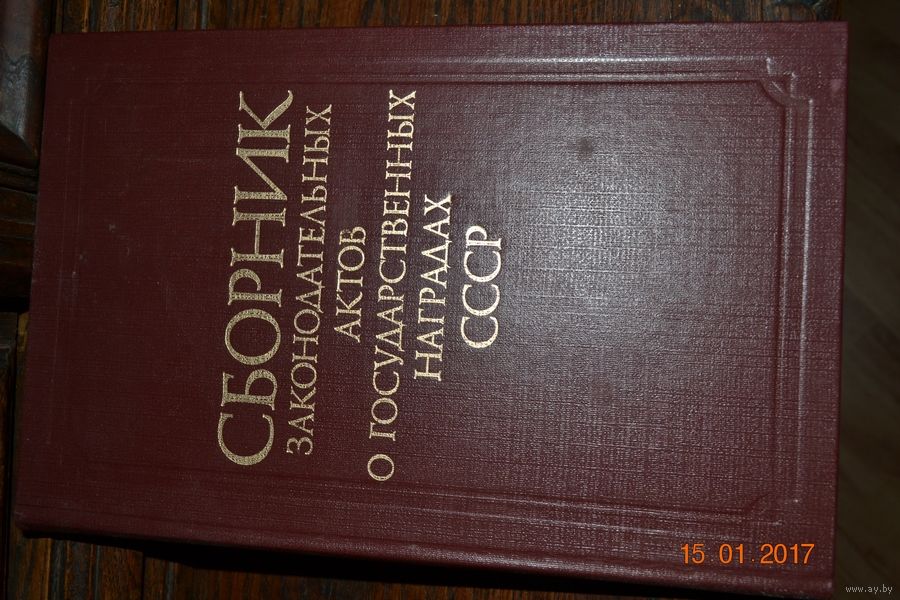 СБОРНИК
ЗАКОНОДАТЕЛЬНЫХ
АКТОВ
О ГОСУДАРСТВЕННЫХ
НАГРАДАХ
СССР
15.01.2017
www.ay.by